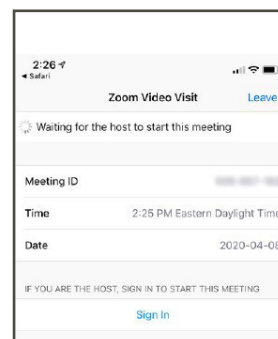 2:26
Safari
Zoom Video Visit Leave
Waiting for the host to start this meeting
Meeting ID
Time 2:25 PM Eastern Daylight Time
Date 2020-04-08
IF YOU ARE THE HOST, SIGN IN TO START THIS MEETING
Sign In